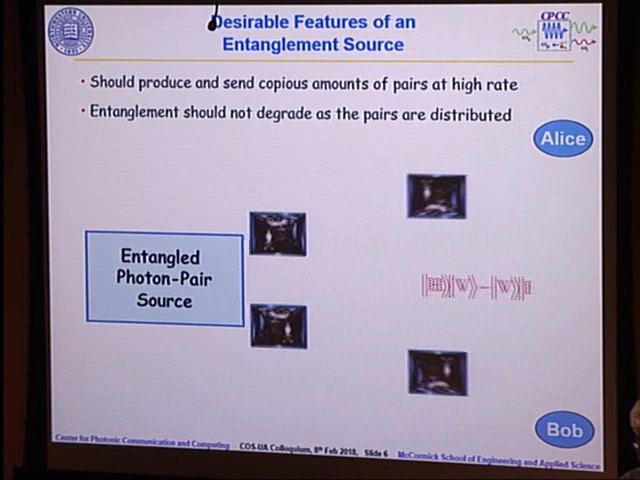 Desirable Features of an
Entanglement Source
CPCC
• Should produce and send copious amounts of pairs at high rate
• Entanglement should not degrade as the pairs are distributed
Alice
Entangled
Photon-Pair
Source
Bob
Center for Photonic Communication and Computing COS-UA Colloquium, 8th Feb 2018, Slide 6 McCormick School of Engineering and Applied Science